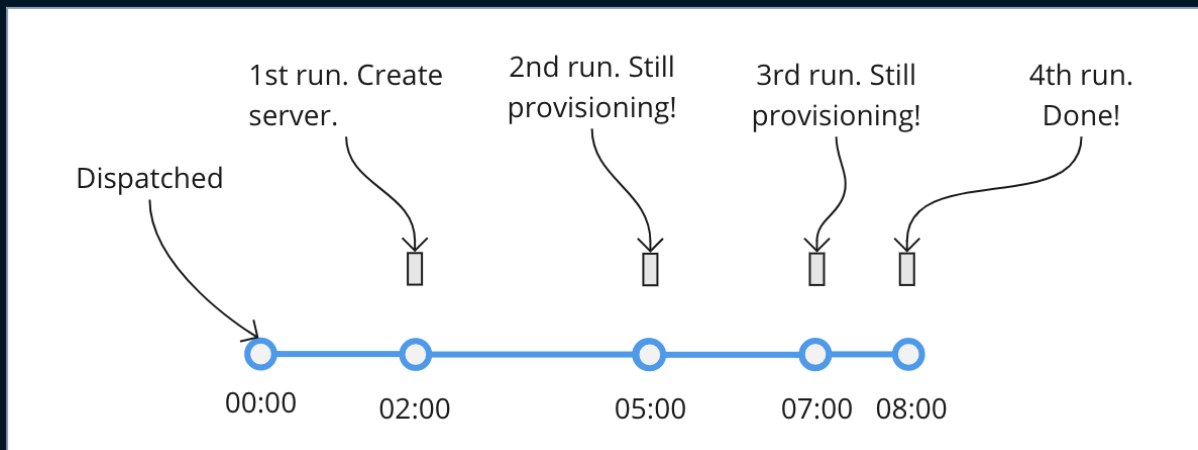 Dispatched
1st run. Create
server.
2nd run. Still
provisioning!
3rd run. Still
provisioning!
4th run.
Done!
00:00
02:00
05:00
07:00
08:00